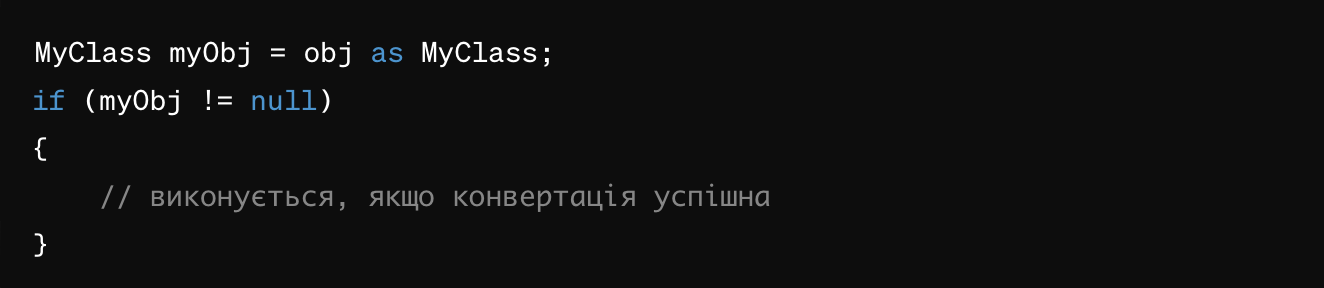 MyClass myObj = obj as MyClass;
if (myObj != null)
{
    // виконується, якщо конвертація успішна
}